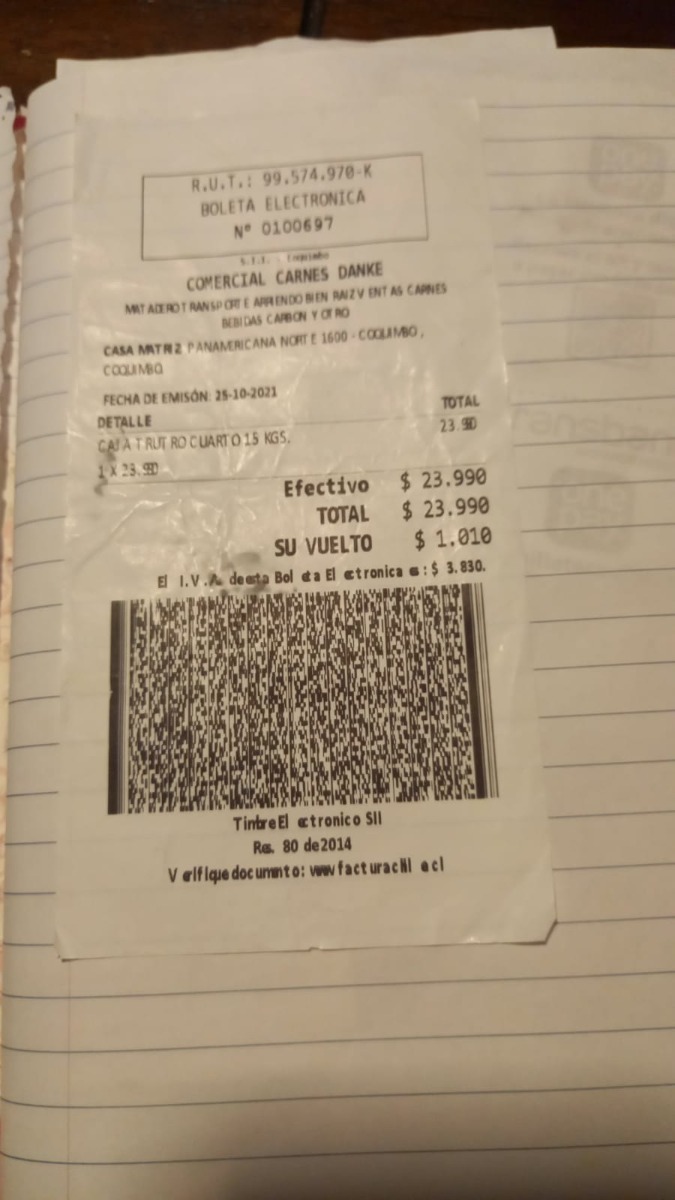 R.U.T.: 99.574.970-K
BOLETA ELECTRONICA
Nº 0100697
S.I.I. - Coquimbo
COMERCIAL CARNES DANKE
MATADERO TRANSPORTE ARRIENDO BIEN RAIZ VENTAS CARNES
BEBIDAS CARBON Y OTRO
CASA MATRIZ PANAMERICANA NORTE 1600 - COQUIMBO,
COQUIMBO
FECHA DE EMISÓN: 25-10-2021
DETALLE TOTAL
CAJA TRUTRO CUARTO 15 KGS. 23.990
1 X 23.990
Efectivo $ 23.990
TOTAL $ 23.990
SU VUELTO $ 1.010
El I.V.A. de esta Boleta Electronica es: $ 3.830.
Timbre Electronico SII
Res. 80 de 2014
Verifique documento: www.facturachile.cl